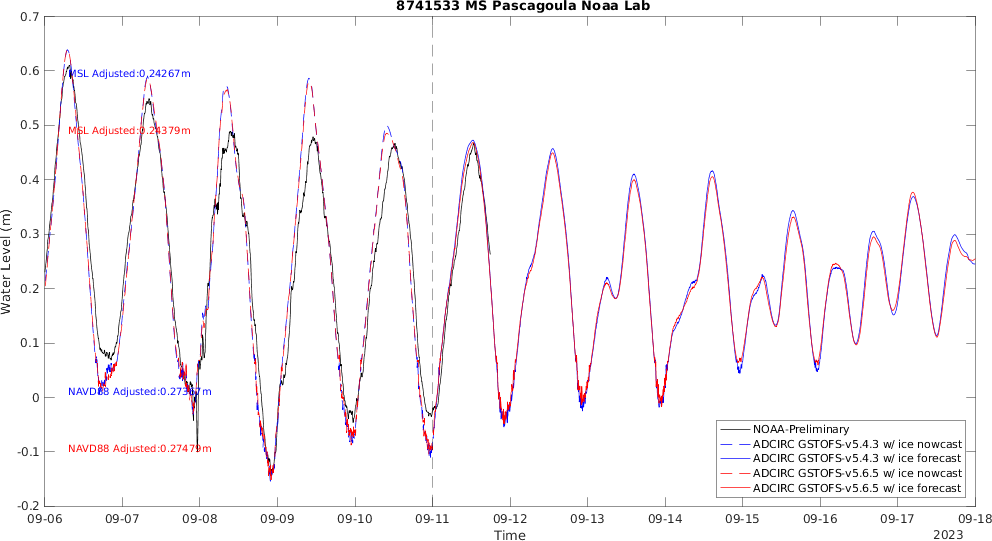 8741533 MS Pascagoula Noaa Lab
0.7
0.6
0.5
0.4
0.3
0.2
0.1
0
-0.1
-0.2
Water Level (m)
MSL Adjusted:0.24267m
MSL Adjusted:0.24379m
NAVD88 Adjusted:
NAVD88 Adjusted:0.27479m
NOAA-Preliminary
ADCIRC GSTOFS-v5.4.3 w/ ice nowcast
ADCIRC GSTOFS-v5.4.3 w/ ice forecast
ADCIRC GSTOFS-v5.6.5 w/ ice nowcast
ADCIRC GSTOFS-v5.6.5 w/ ice forecast
09-06 09-07 09-08 09-09 09-10 09-11 09-12 09-13 09-14 09-15 09-16 09-17 09-18
Time
2023